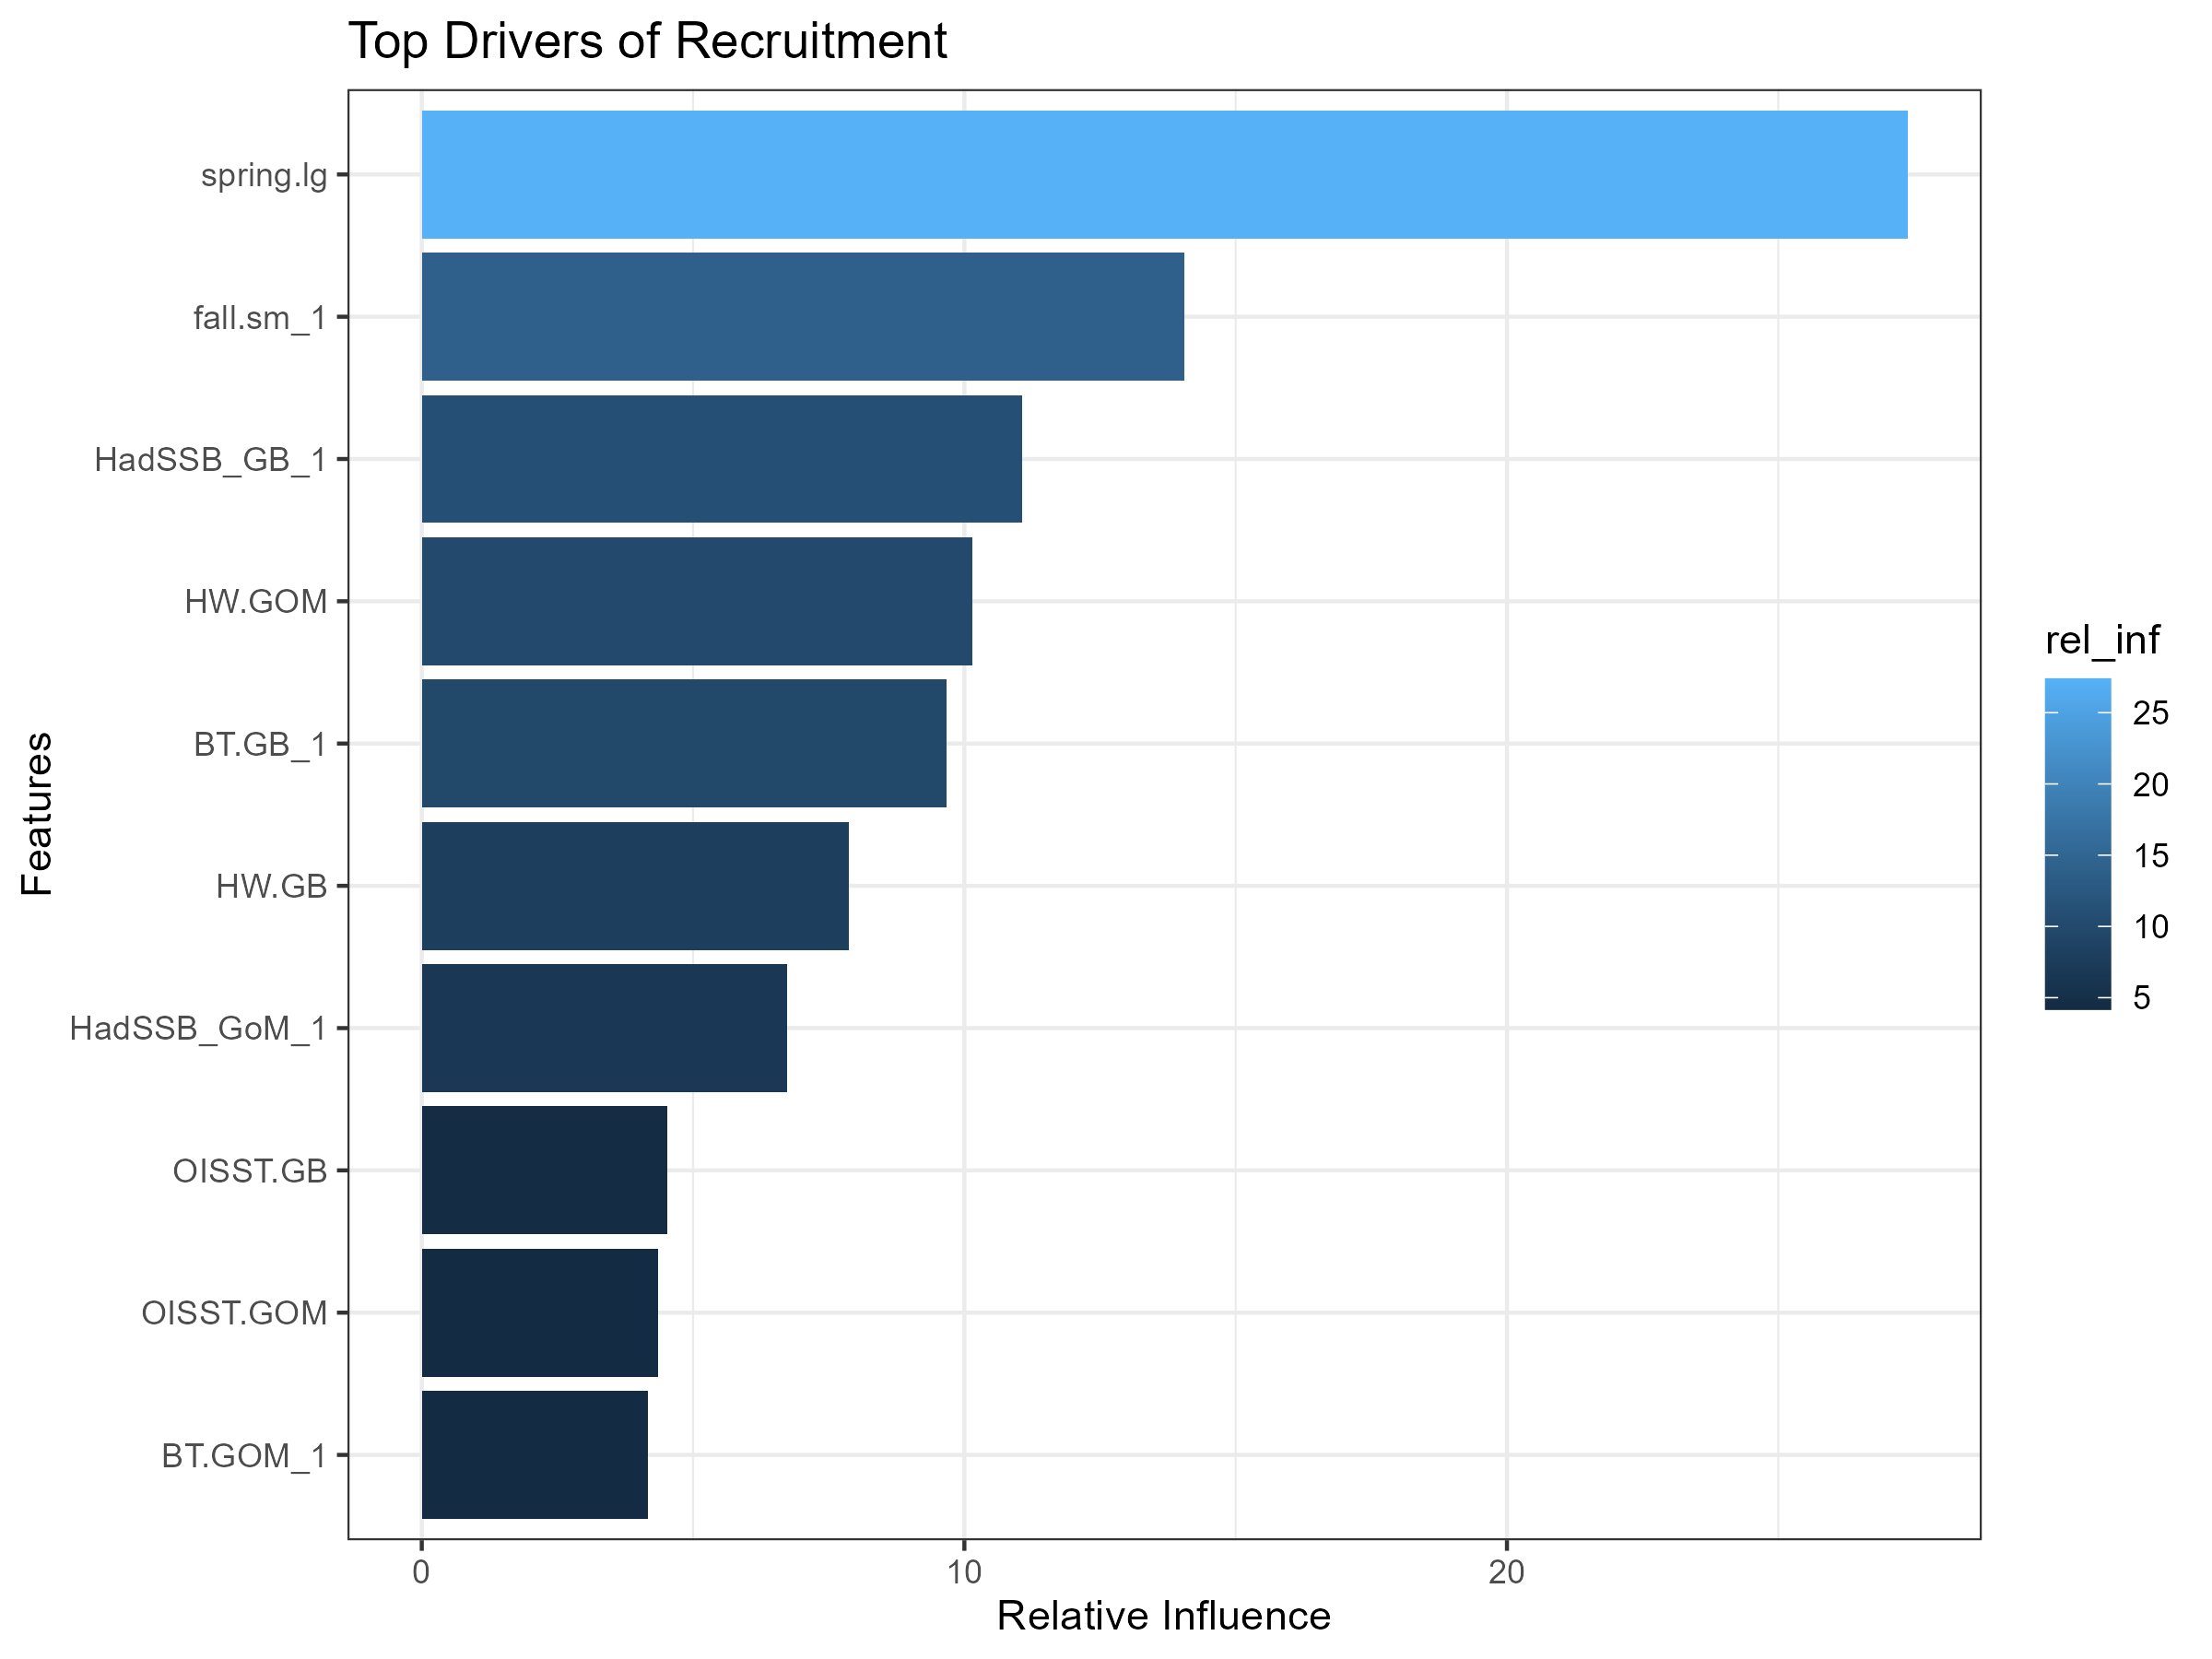 Top Drivers of Recruitment
Features
spring.lg
fall.sm_1
HadSSB_GB_1
HW.GOM
BT.GB_1
HW.GB
HadSSB_GoM_1
OISST.GB
OISST.GOM
BT.GOM_1
0 10 20
Relative Influence
rel_inf
25
20
15
10
5